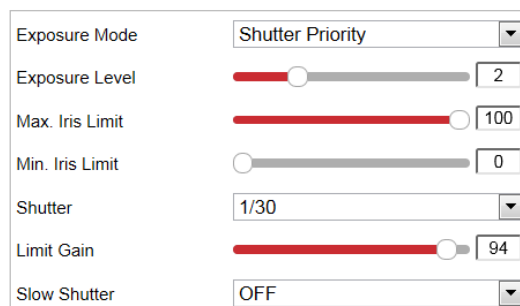 Exposure Mode Shutter Priority
Exposure Level 2
Max. Iris Limit 100
Min. Iris Limit 0
Shutter 1/30
Limit Gain 94
Slow Shutter OFF